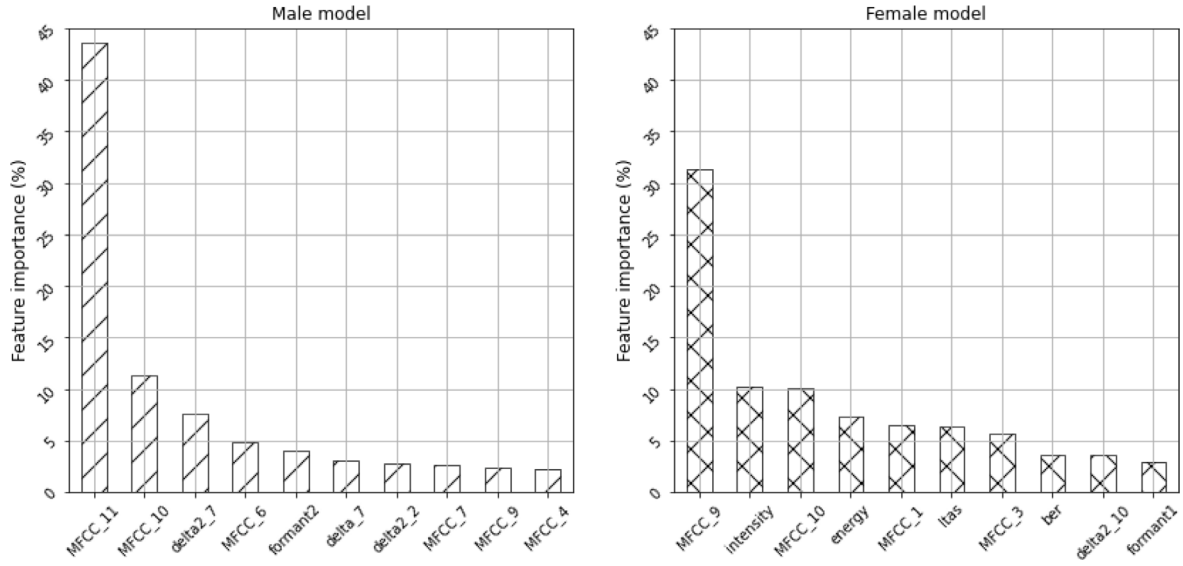 Male model
Feature importance (%)
45
40
35
30
25
20
15
10
5
0
MFCC_11
MFCC_10
delta2_7
MFCC_6
formant2
delta_7
delta2_2
MFCC_7
MFCC_9
MFCC_4
Female model
Feature importance (%)
45
40
35
30
25
20
15
10
5
0
MFCC_9
intensity
MFCC_10
energy
MFCC_1
ltas
MFCC_3
ber
delta2_10
formant1